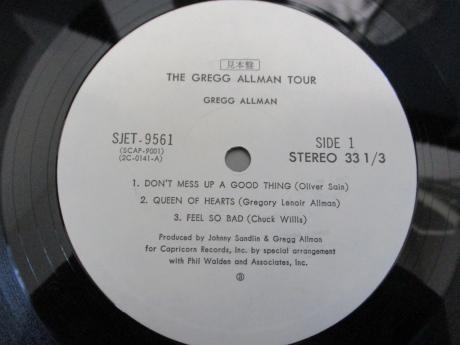 見本盤
THE GREGG ALLMAN TOUR
GREGG ALLMAN
SJET-9561
(SCAP-9001)
(2C-0141-A)
SIDE 1
STEREO 33 1/3
1. DON'T MESS UP A GOOD THING (Oliver Sain)
2. QUEEN OF HEARTS (Gregory Lenoir Allman)
3. FEEL SO BAD (Chuck Willis)
Produced by Johnny Sandlin & Gregg Allman
for Capricorn Records, Inc. by special arrangement
with Phil Walden and Associates, Inc.